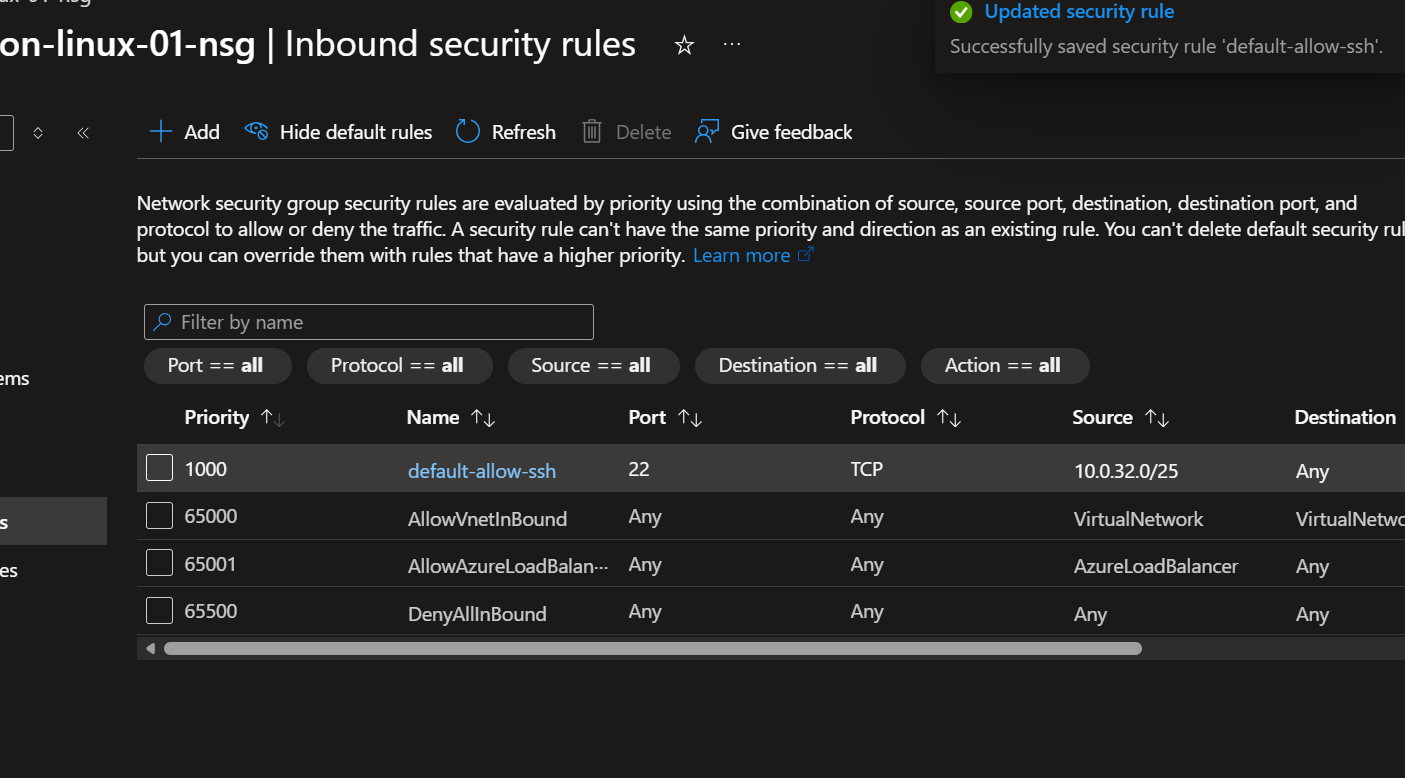 Updated security rule
on-linux-01-nsg | Inbound security rules
Successfully saved security rule 'default-allow-ssh'.
Add Hide default rules Refresh Delete Give feedback
Network security group security rules are evaluated by priority using the combination of source, source port, destination, destination port, and
protocol to allow or deny the traffic. A security rule can't have the same priority and direction as an existing rule. You can't delete default security rul
but you can override them with rules that have a higher priority. Learn more
Filter by name
Port == all Protocol == all Source == all Destination == all Action == all
ems
Priority Name Port Protocol Source Destination
1000 default-allow-ssh 22 TCP 10.0.32.0/25 Any
s
65000 AllowVnetInBound Any Any VirtualNetwork VirtualNetwo
es
65001 AllowAzureLoadBalan··· Any Any AzureLoadBalancer Any
65500 DenyAllInBound Any Any Any Any